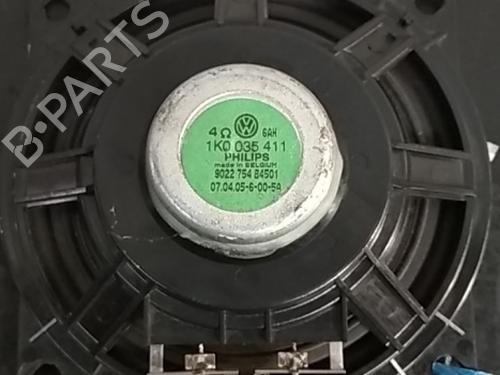 B-PARTS
4Ω 6AH
1K0 035 411
PHILIPS
made in BELGIUM
9022 754 84501
07.04.05-6-00-5A